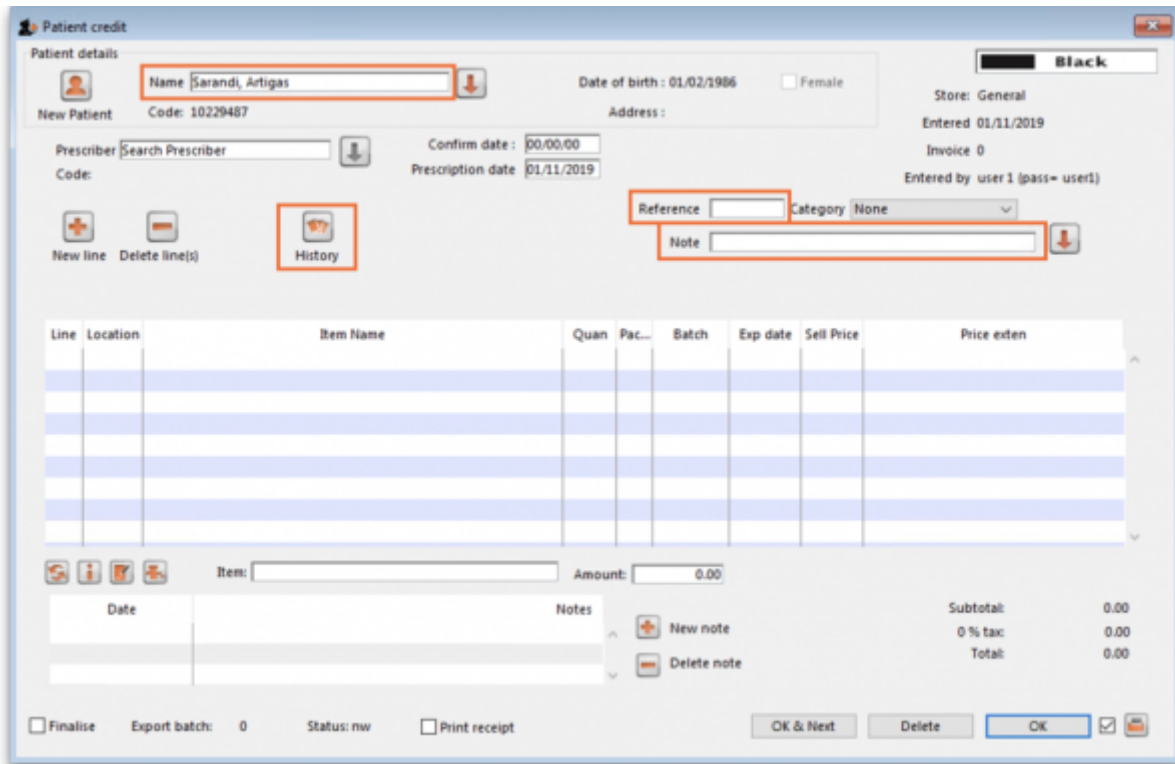 Patient credit
Patient details
Name Sarandi, Artigas
Date of birth : 01/02/1986
Female
Black
New Patient
Code: 10229487
Address :
Store: General
Entered 01/11/2019
Prescriber Search Prescriber
Confirm date : 00/00/00
Invoice 0
Code:
Prescription date 01/11/2019
Entered by user 1 (pass= user1)
Reference
Category None
Note
New line
Delete line(s)
History
Line Location Item Name Quan Pac... Batch Exp date Sell Price Price exten
Item:
Amount: 0.00
Date Notes
New note
Delete note
Subtotal: 0.00
0 % tax: 0.00
Total: 0.00
Finalise
Export batch: 0
Status: nw
Print receipt
OK & Next
Delete
OK